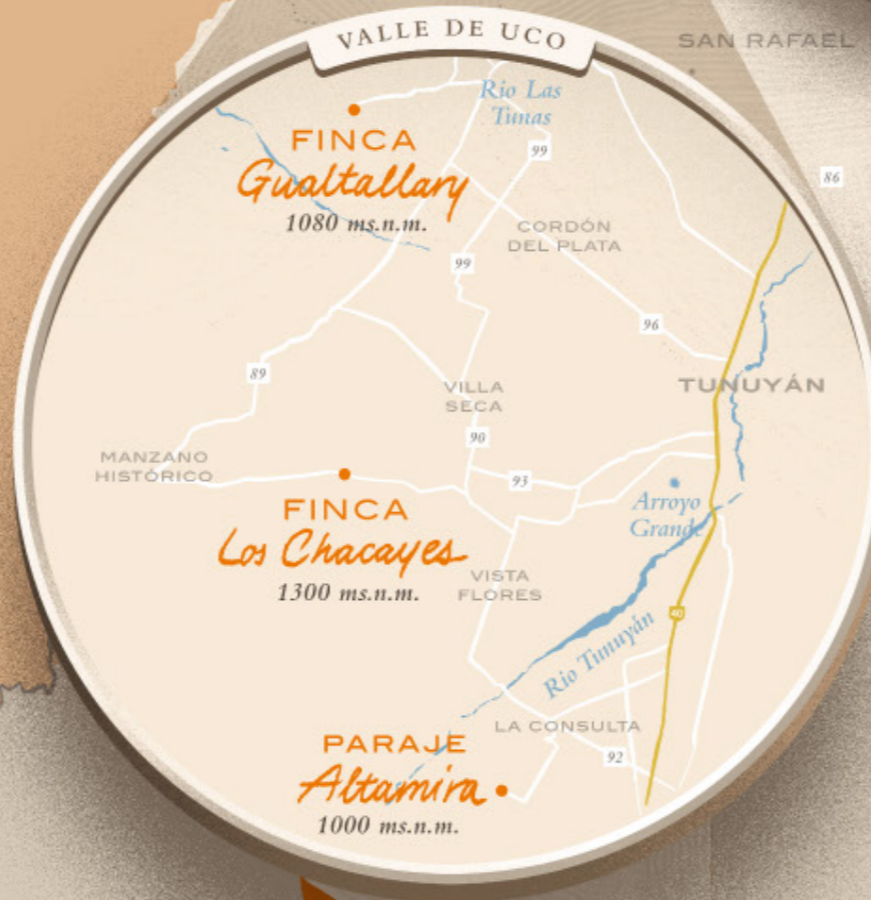 VALLE DE UCO
SAN RAFAEL
Rio Las
Tunas
FINCA
Gualtallary
1080 ms.n.m.
99
86
CORDÓN
DEL PLATA
99
96
89
VILLA
SECA
TUNUYÁN
90
MANZANO
HISTÓRICO
93
FINCA
Los Chacayes
1300 ms.n.m.
Arroyo
Grande
VISTA
FLORES
40
Rio Tunuyán
LA CONSULTA
PARAJE
Altamira
1000 ms.n.m.
92